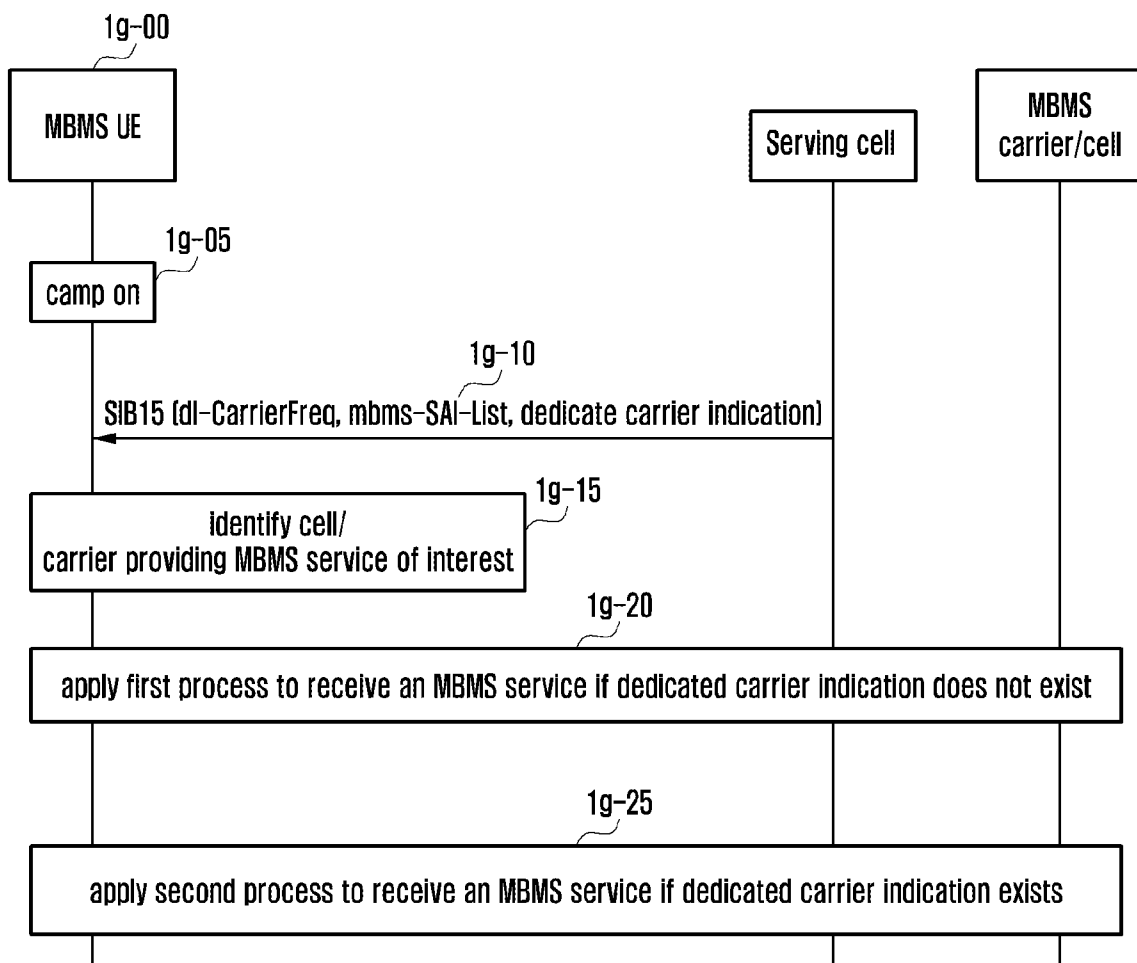 1g-00
MBMS UE
Serving cell
MBMS
carrier/cell
1g-05
camp on
1g-10
SIB15 (dl-CarrierFreq, mbms-SAI-List, dedicate carrier indication)
1g-15
identify cell/
carrier providing MBMS service of interest
1g-20
apply first process to receive an MBMS service if dedicated carrier indication does not exist
1g-25
apply second process to receive an MBMS service if dedicated carrier indication exists